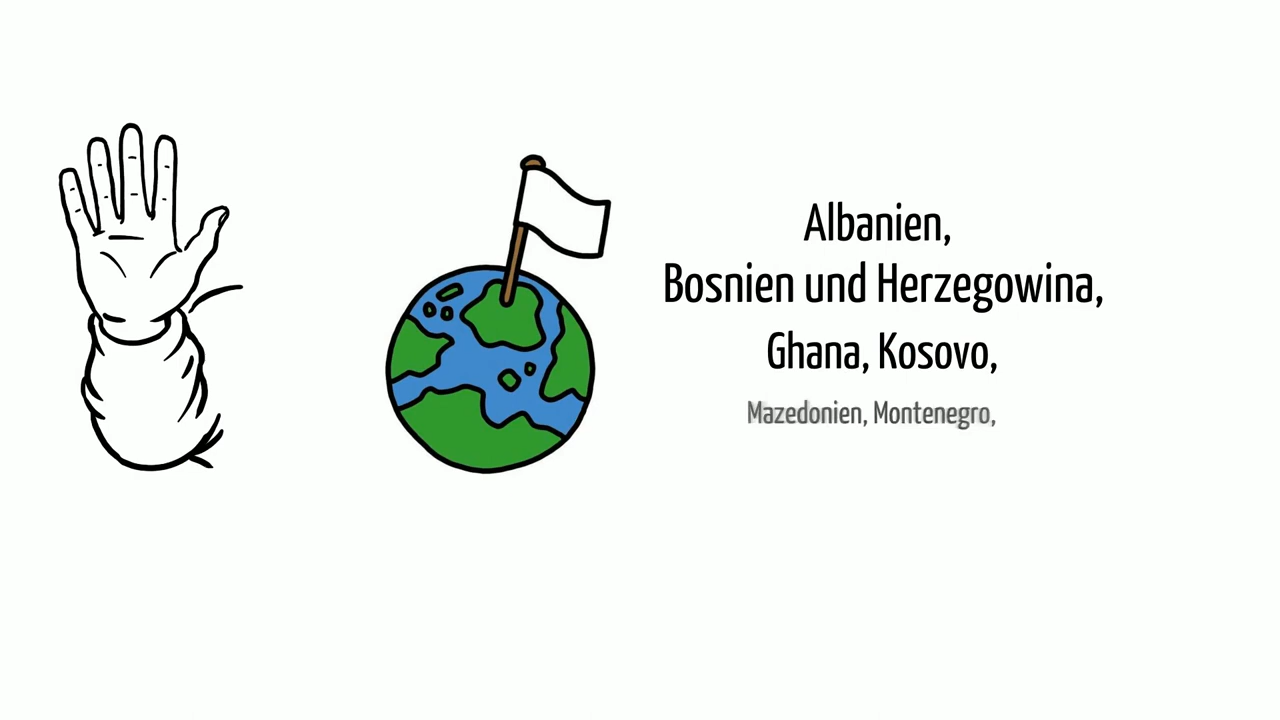 Albanien,
Bosnien und Herzegowina,
Ghana, Kosovo,
Mazedonien, Montenegro,